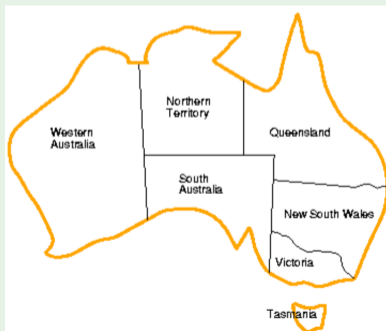 Northern
Territory
Western
Australia
Queensland
South
Australia
New South Wales
Victoria
Tasmania